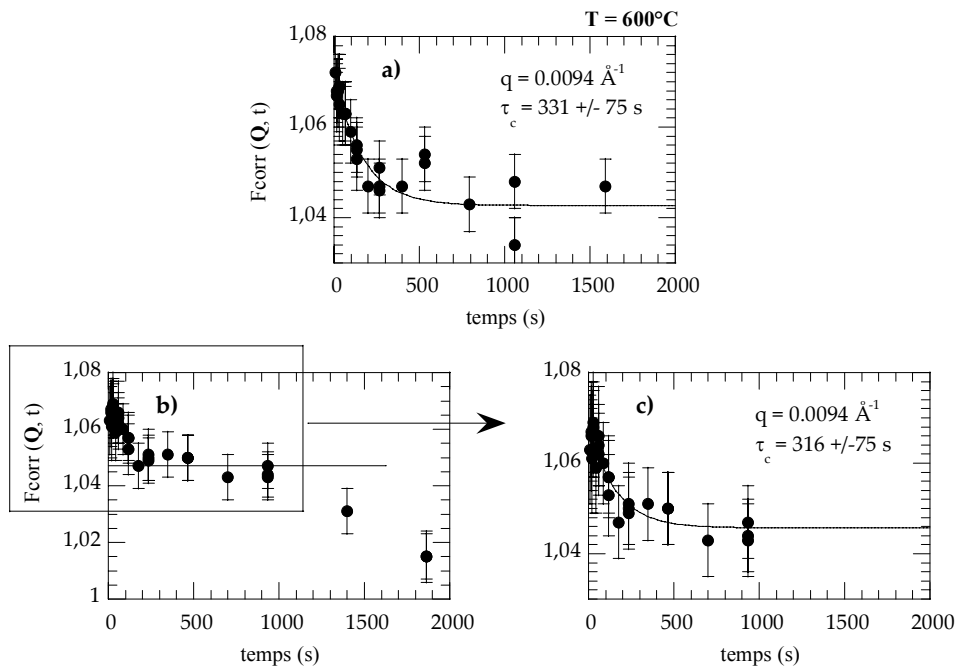 T = 600°C
1,08
1,06
1,04
Fcorr (Q, t)
a)
q = 0.0094 Å-1
τc = 331 +/- 75 s
0 500 1000 1500 2000
temps (s)
1,08
1,06
1,04
1,02
1
Fcorr (Q, t)
b)
0 500 1000 1500 2000
temps (s)
1,08
1,06
1,04
c)
q = 0.0094 Å-1
τc = 316 +/-75 s
0 500 1000 1500 2000
temps (s)